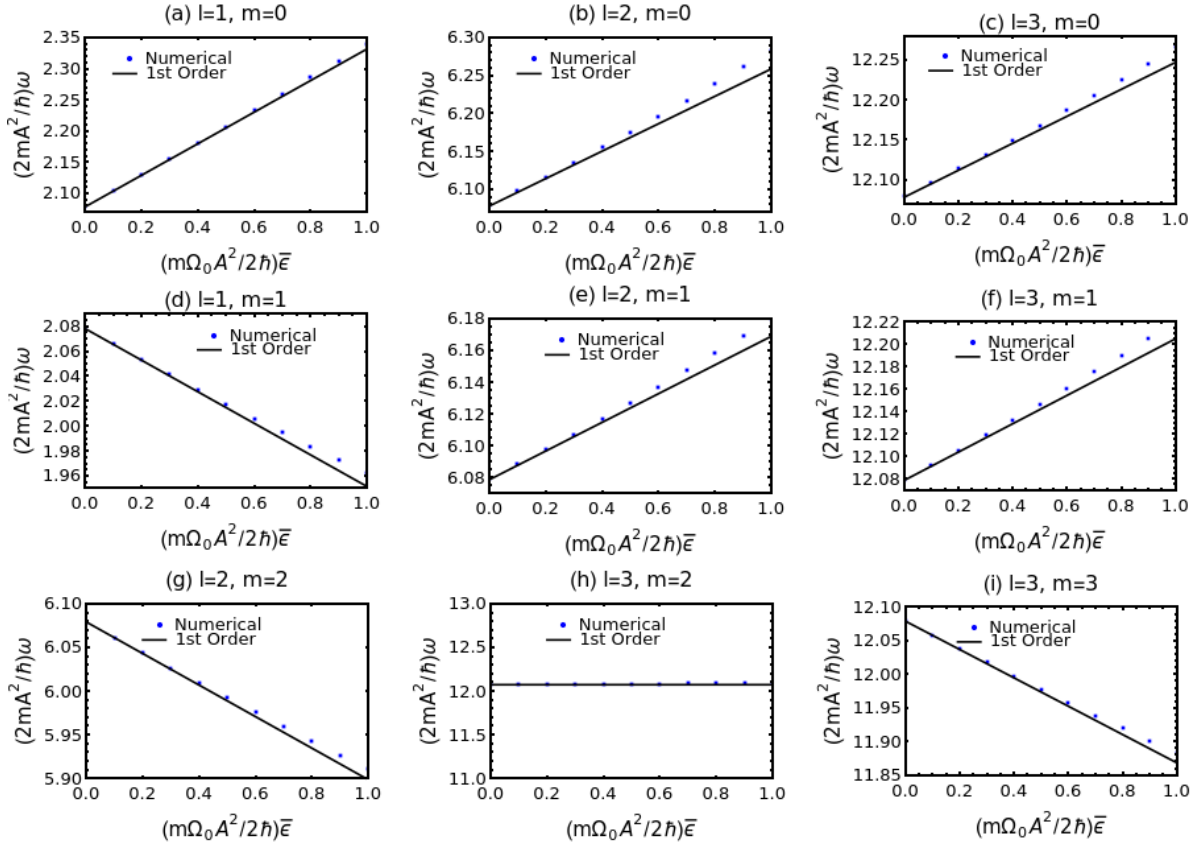 (a) l=1, m=0
(2mA²/ħ)ω
2.35
2.30
2.25
2.20
2.15
2.10
Numerical
1st Order
0.0 0.2 0.4 0.6 0.8 1.0
(mΩ₀A²/2ħ)ε̅
(b) l=2, m=0
(2mA²/ħ)ω
6.30
6.25
6.20
6.15
6.10
Numerical
1st Order
0.0 0.2 0.4 0.6 0.8 1.0
(mΩ₀A²/2ħ)ε̅
(c) l=3, m=0
(2mA²/ħ)ω
12.25
12.20
12.15
12.10
Numerical
1st Order
0.0 0.2 0.4 0.6 0.8 1.0
(mΩ₀A²/2ħ)ε̅
(d) l=1, m=1
(2mA²/ħ)ω
2.08
2.06
2.04
2.02
2.00
1.98
1.96
Numerical
1st Order
0.0 0.2 0.4 0.6 0.8 1.0
(mΩ₀A²/2ħ)ε̅
(e) l=2, m=1
(2mA²/ħ)ω
6.18
6.16
6.14
6.12
6.10
6.08
Numerical
1st Order
0.0 0.2 0.4 0.6 0.8 1.0
(mΩ₀A²/2ħ)ε̅
(f) l=3, m=1
(2mA²/ħ)ω
12.22
12.20
12.18
12.16
12.14
12.12
12.10
12.08
Numerical
1st Order
0.0 0.2 0.4 0.6 0.8 1.0
(mΩ₀A²/2ħ)ε̅
(g) l=2, m=2
(2mA²/ħ)ω
6.10
6.05
6.00
5.95
5.90
Numerical
1st Order
0.0 0.2 0.4 0.6 0.8 1.0
(mΩ₀A²/2ħ)ε̅
(h) l=3, m=2
(2mA²/ħ)ω
13.0
12.5
12.0
11.5
11.0
Numerical
1st Order
0.0 0.2 0.4 0.6 0.8 1.0
(mΩ₀A²/2ħ)ε̅
(i) l=3, m=3
(2mA²/ħ)ω
12.10
12.05
12.00
11.95
11.90
11.85
Numerical
1st Order
0.0 0.2 0.4 0.6 0.8 1.0
(mΩ₀A²/2ħ)ε̅